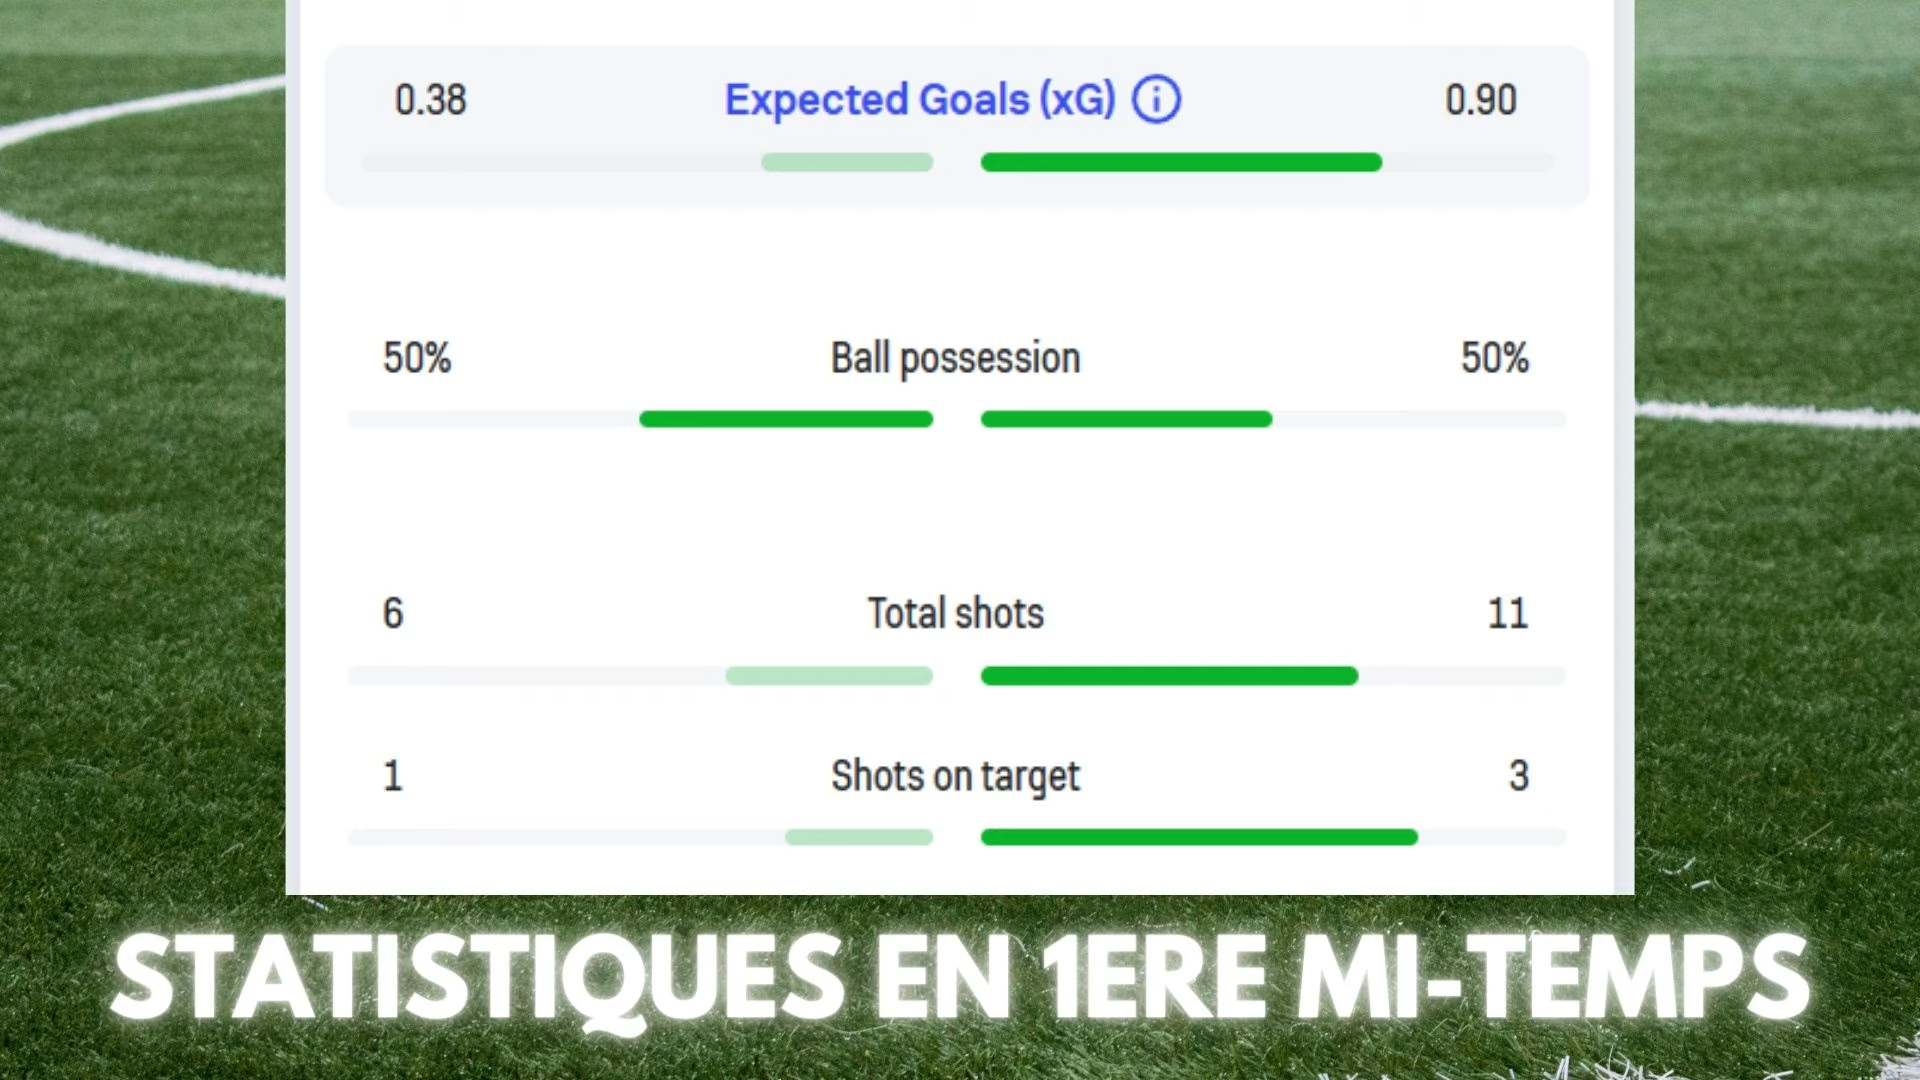 0.38 Expected Goals (xG) 0.90
50% Ball possession 50%
6 Total shots 11
1 Shots on target 3
STATISTIQUES EN 1ERE MI-TEMPS